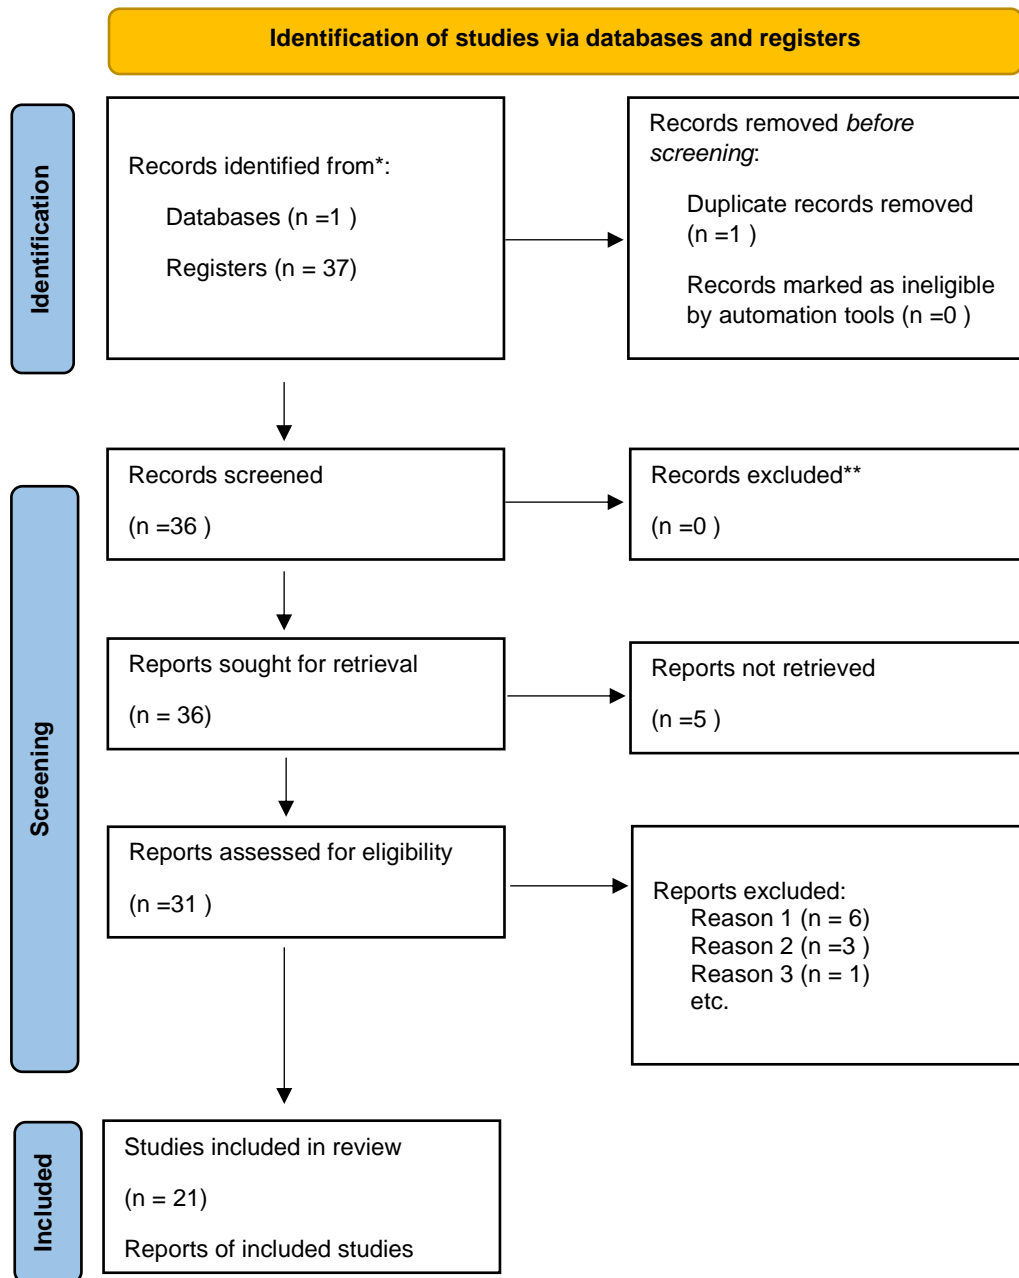 Identification of studies via databases and registers
Identification
Records identified from*:
Databases (n =1 )
Registers (n = 37)
Records removed before
screening:
Duplicate records removed
(n =1 )
Records marked as ineligible
by automation tools (n =0 )
Screening
Records screened
(n =36 )
Records excluded**
(n =0 )
Reports sought for retrieval
(n = 36)
Reports not retrieved
(n =5 )
Reports assessed for eligibility
(n =31 )
Reports excluded:
Reason 1 (n = 6)
Reason 2 (n =3 )
Reason 3 (n = 1)
etc.
Included
Studies included in review
(n = 21)
Reports of included studies